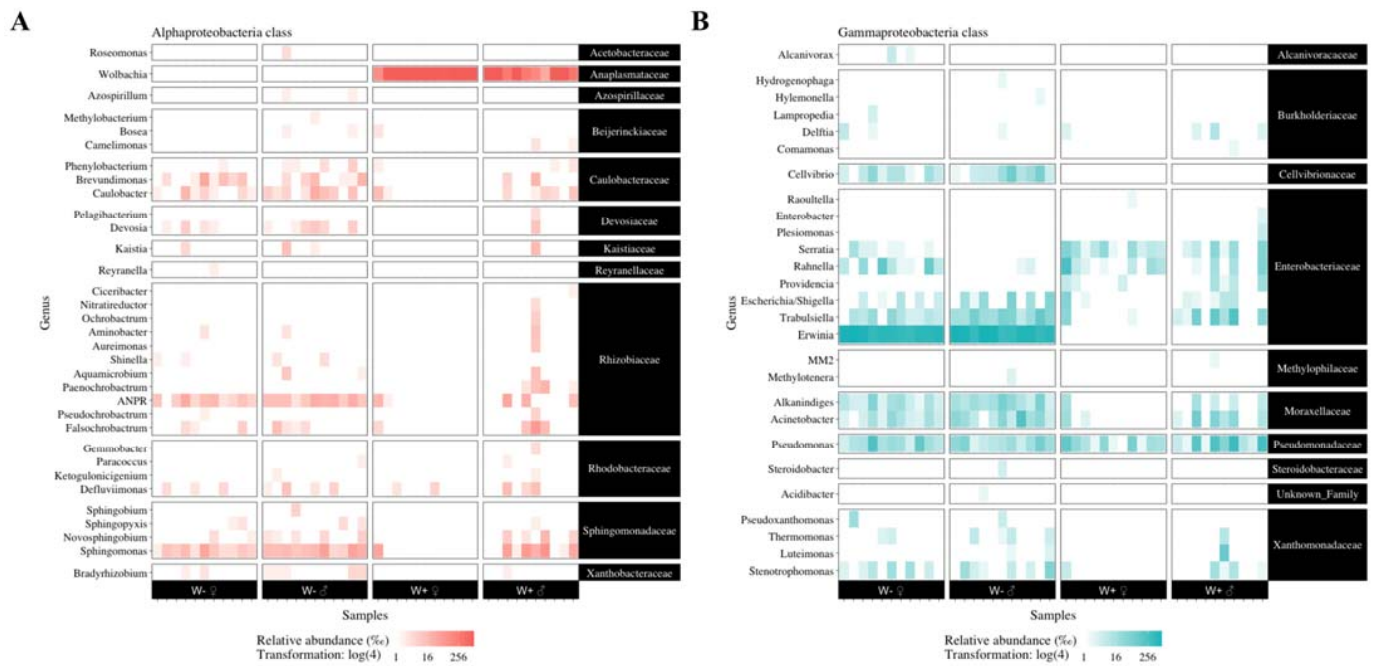 A
Alphaproteobacteria class
Roseomonas
Acetobacteraceae
Wolbachia
Anaplasmataceae
Azospirillum
Azospirillaceae
Methylobacterium
Bosea
Camelimonas
Beijerinckiaceae
Phenylobacterium
Brevundimonas
Caulobacter
Caulobacteraceae
Pelagibacterium
Devosia
Devosiaceae
Kaistia
Kaistiaceae
Reyranella
Reyranellaceae
Genus
Ciceribacter
Nitratireductor
Ochrobactrum
Aminobacter
Aureimonas
Shinella
Aquamicrobium
Paenochrobactrum
ANPR
Pseudochrobactrum
Falsochrobactrum
Rhizobiaceae
Gemmobacter
Paracoccus
Ketogulonicigenium
Defluviimonas
Rhodobacteraceae
Sphingobium
Sphingopyxis
Novosphingobium
Sphingomonas
Sphingomonadaceae
Bradyrhizobium
Xanthobacteraceae
W- ♀ W- ♂ W+ ♀ W+ ♂
Samples
Relative abundance (‰)
Transformation: log(4) 1 16 256
B
Gammaproteobacteria class
Alcanivorax
Alcanivoracaceae
Hydrogenophaga
Hylemonella
Lampropedia
Delftia
Comamonas
Burkholderiaceae
Cellvibrio
Cellvibrionaceae
Genus
Raoultella
Enterobacter
Plesiomonas
Serratia
Rahnella
Providencia
Escherichia/Shigella
Trabulsiella
Erwinia
Enterobacteriaceae
MM2
Methylotenera
Methylophilaceae
Alkanindiges
Acinetobacter
Moraxellaceae
Pseudomonas
Pseudomonadaceae
Steroidobacter
Steroidobacteraceae
Acidibacter
Unknown_Family
Pseudoxanthomonas
Thermomonas
Luteimonas
Stenotrophomonas
Xanthomonadaceae
W- ♀ W- ♂ W+ ♀ W+ ♂
Samples
Relative abundance (‰)
Transformation: log(4) 1 16 256